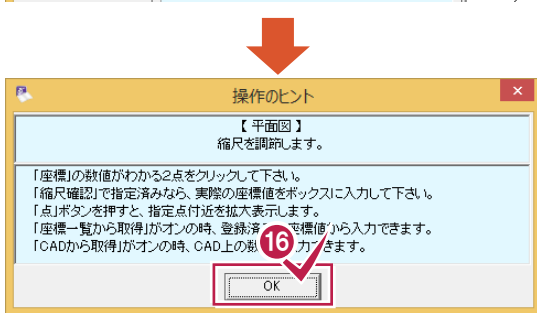 操作のヒント
【 平面図 】
縮尺を調節します。
「座標」の数値がわかる2点をクリックして下さい。
「縮尺確認」で指定済みなら、実際の座標値をボックスに入力して下さい。
「点」ボタンを押すと、指定点付近を拡大表示します。
「座標一覧から取得」がオンの時、登録済 座標値から入力できます。
「CADから取得」がオンの時、CAD上の数 入力できます。
16
OK